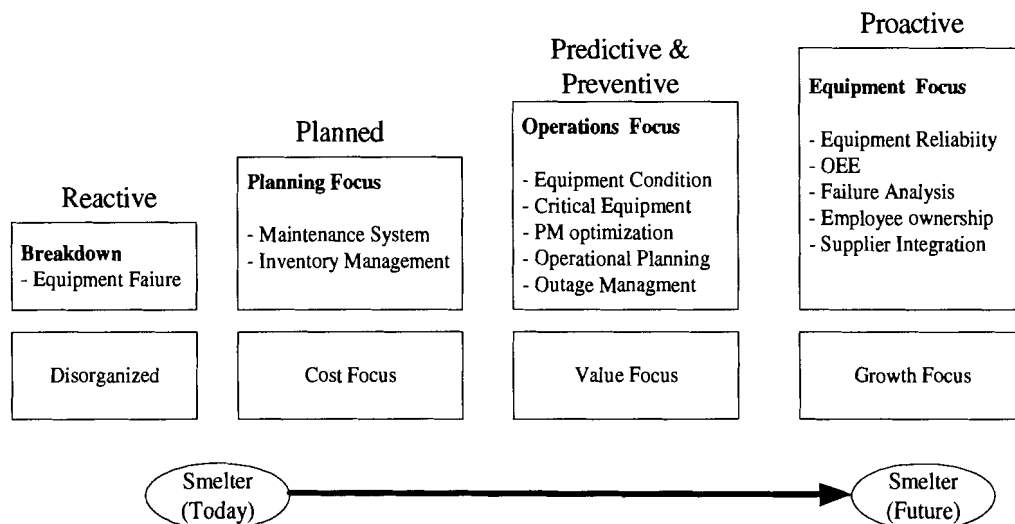 Reactive
Breakdown
- Equipment Faiure
Disorganized
Planned
Planning Focus
- Maintenance System
- Inventory Management
Cost Focus
Predictive &
Preventive
Operations Focus
- Equipment Condition
- Critical Equipment
- PM optimization
- Operational Planning
- Outage Managment
Value Focus
Proactive
Equipment Focus
- Equipment Reliabiity
- OEE
- Failure Analysis
- Employee ownership
- Supplier Integration
Growth Focus
Smelter
(Today)
Smelter
(Future)